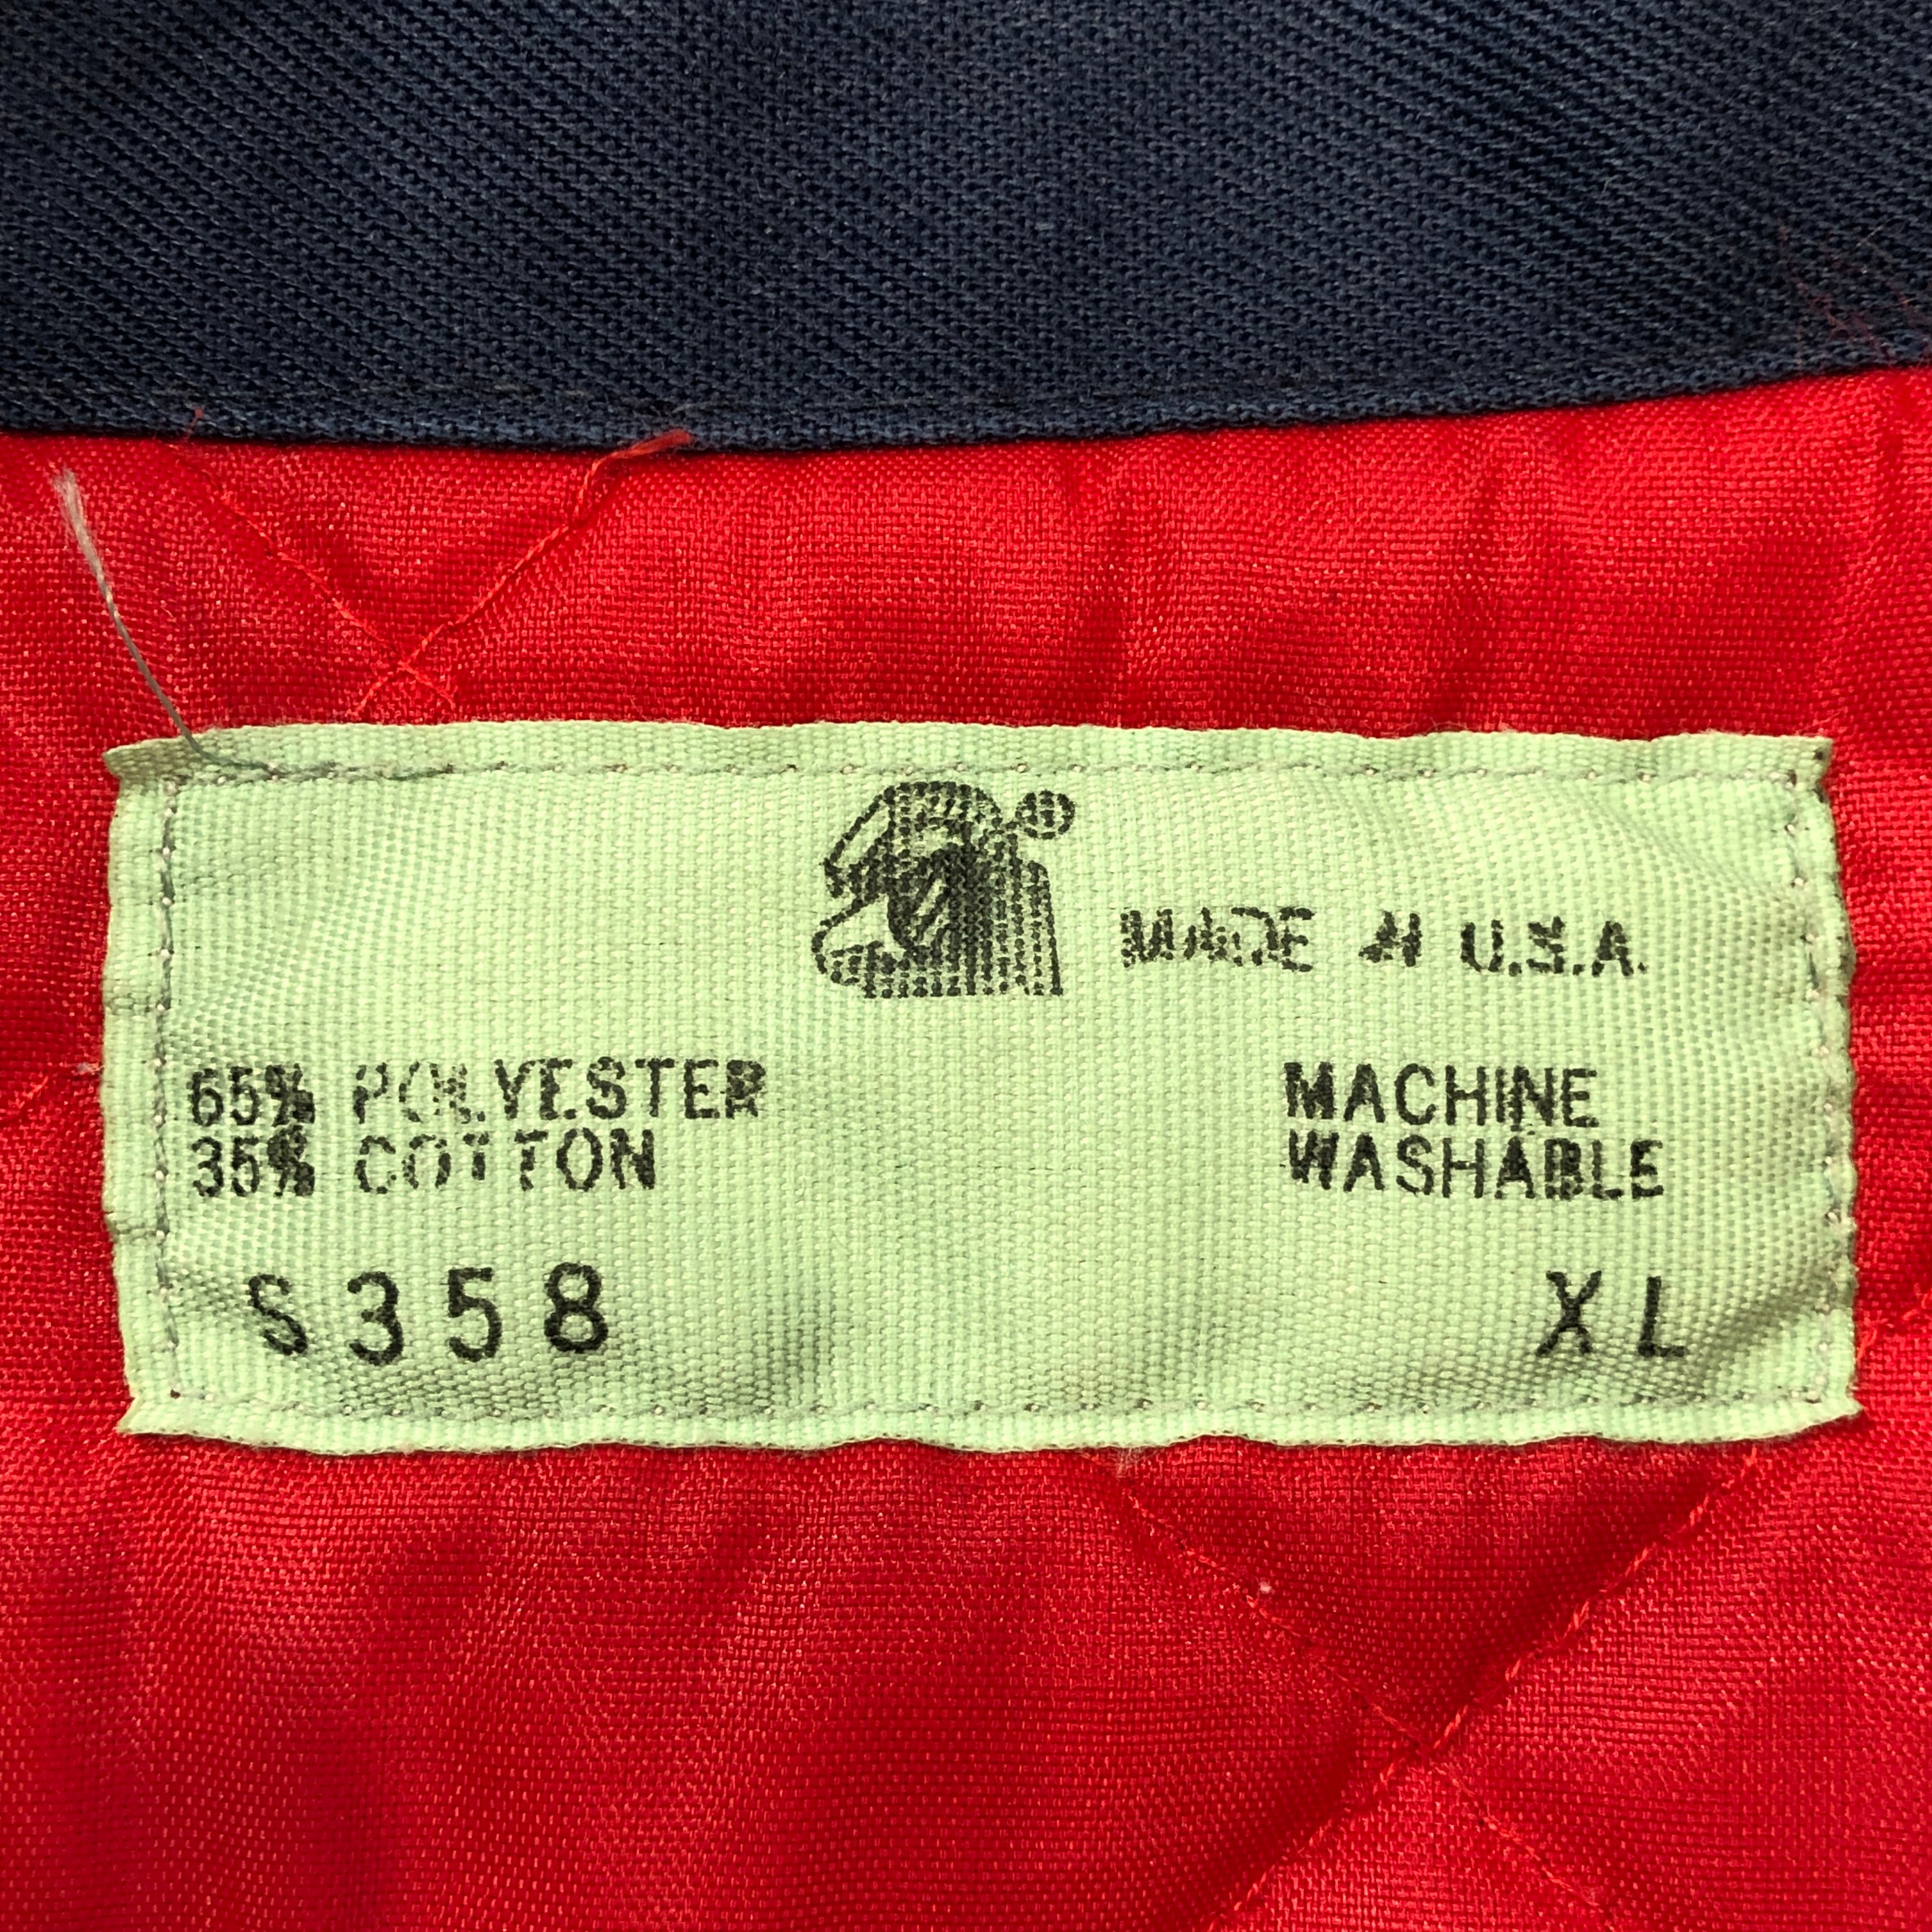 MADE IN U.S.A.
65% POLYESTER
35% COTTON
MACHINE
WASHABLE
S358
XL